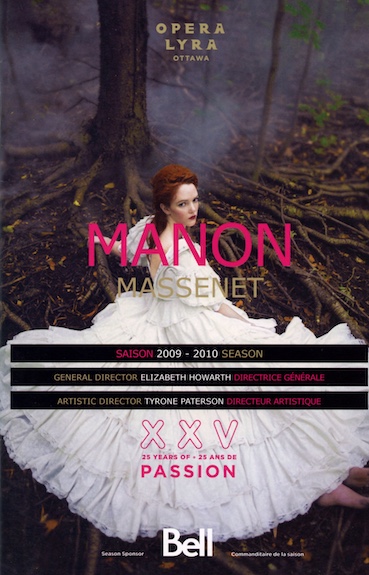 OPERA
LYRA
OTTAWA
MANON
MASSENET
SAISON 2009 - 2010 SEASON
GENERAL DIRECTOR ELIZABETH HOWARTH DIRECTRICE GÉNÉRALE
ARTISTIC DIRECTOR TYRONE PATERSON DIRECTEUR ARTISTIQUE
XXV
25 YEARS OF - 25 ANS DE
PASSION
Season Sponsor Bell Commanditaire de la saison